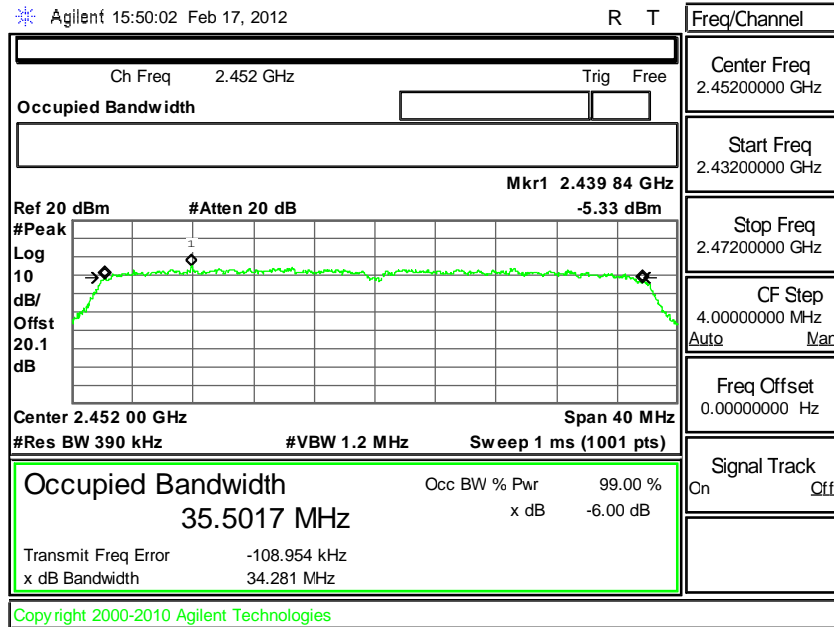 Agilent 15:50:02 Feb 17, 2012 R T
Freq/Channel
Ch Freq 2.452 GHz Trig Free
Occupied Bandwidth
Center Freq
2.45200000 GHz
Start Freq
2.43200000 GHz
Mkr1 2.439 84 GHz
Ref 20 dBm #Atten 20 dB -5.33 dBm
#Peak
Log
10
dB/
Offst
20.1
dB
1
Stop Freq
2.47200000 GHz
CF Step
4.00000000 MHz
Auto Man
Freq Offset
0.00000000 Hz
Center 2.452 00 GHz Span 40 MHz
#Res BW 390 kHz #VBW 1.2 MHz Sweep 1 ms (1001 pts)
Signal Track
On Off
Occupied Bandwidth Occ BW % Pwr 99.00 %
35.5017 MHz x dB -6.00 dB
Transmit Freq Error -108.954 kHz
x dB Bandwidth 34.281 MHz
Copyright 2000-2010 Agilent Technologies